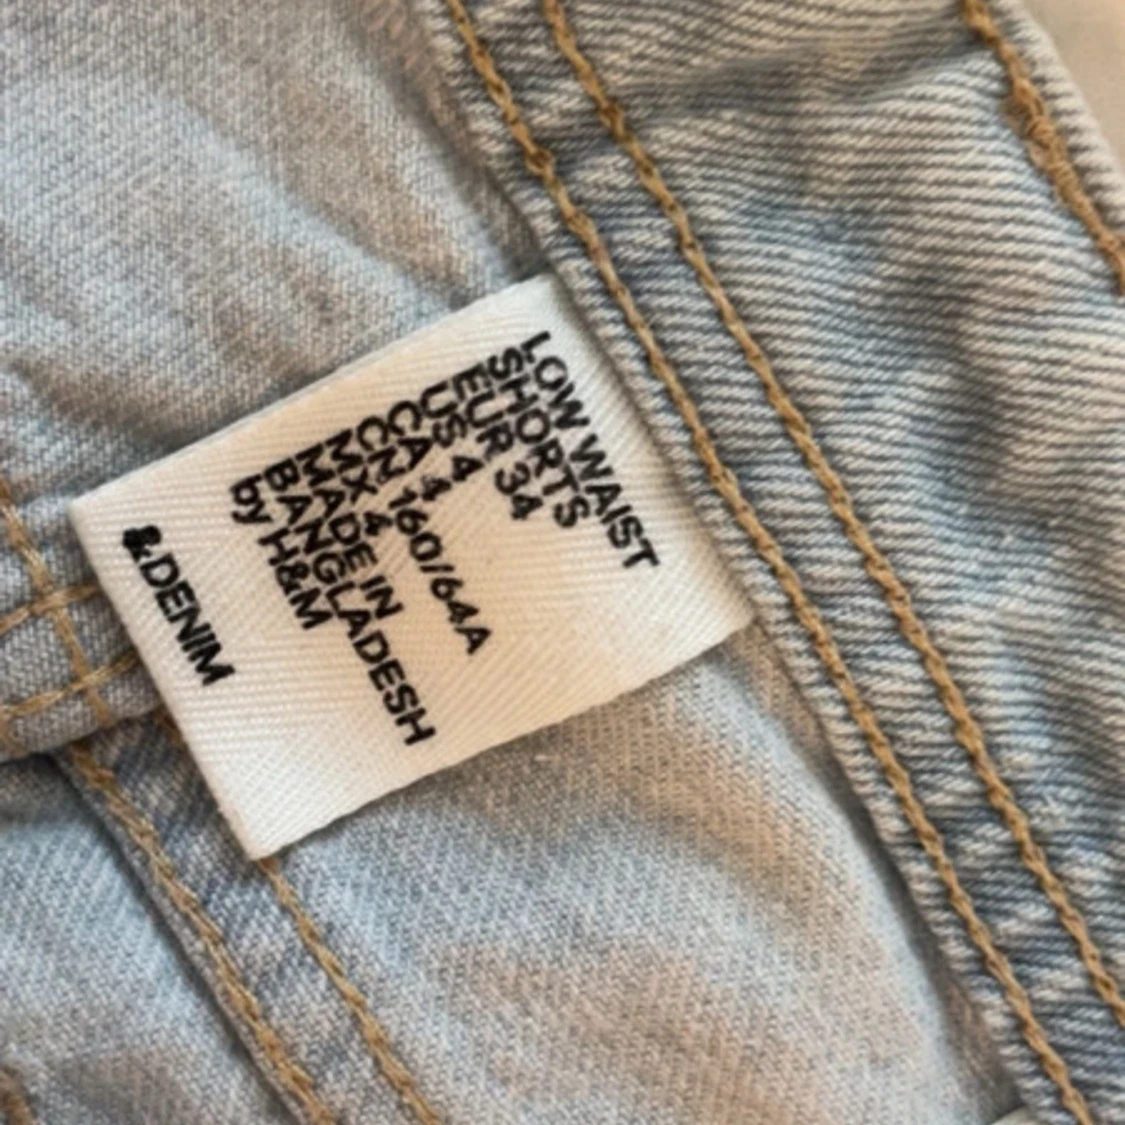 LOW WAIST
SHORTS
EUR 34
US 4
CA 4
CN 160/64A
MX 4
MADE IN
BANGLADESH
by H&M
&DENIM